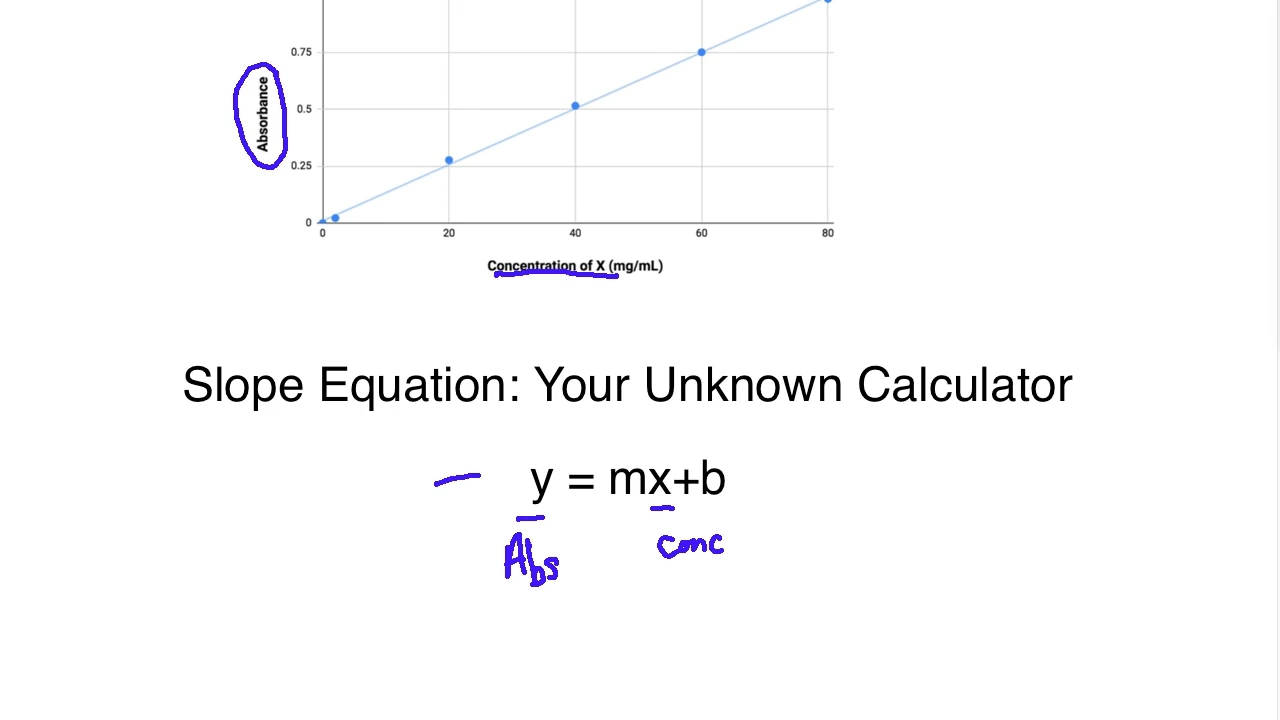 0.75
Absorbance
0.5
0.25
0
0 20 40 60 80
Concentration of X (mg/mL)
Slope Equation: Your Unknown Calculator
y = mx+b
Abs conc